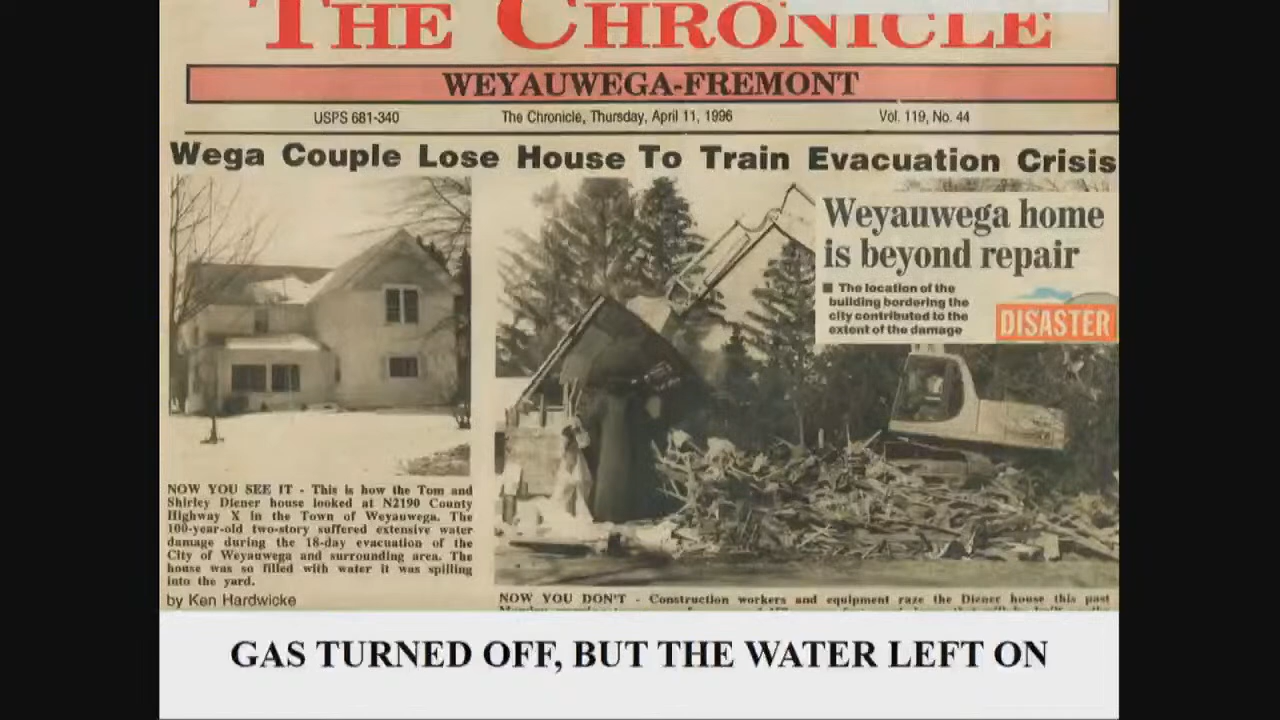 THE CHRONICLE
WEYAUWEGA-FREMONT
USPS 681-340 The Chronicle, Thursday, April 11, 1996 Vol. 119, No. 44
Wega Couple Lose House To Train Evacuation Crisis
Weyauwega home
is beyond repair
■ The location of the
building bordering the
city contributed to the
extent of the damage
DISASTER
NOW YOU SEE IT - This is how the Tom and
Shirley Diener house looked at N2190 County
Highway X in the Town of Weyauwega. The
100-year-old two-story suffered extensive water
damage during the 18-day evacuation of the
City of Weyauwega and surrounding area. The
house was so filled with water it was spilling
into the yard.
by Ken Hardwicke
NOW YOU DON'T - Construction workers and equipment raze the Diener house this past
GAS TURNED OFF, BUT THE WATER LEFT ON